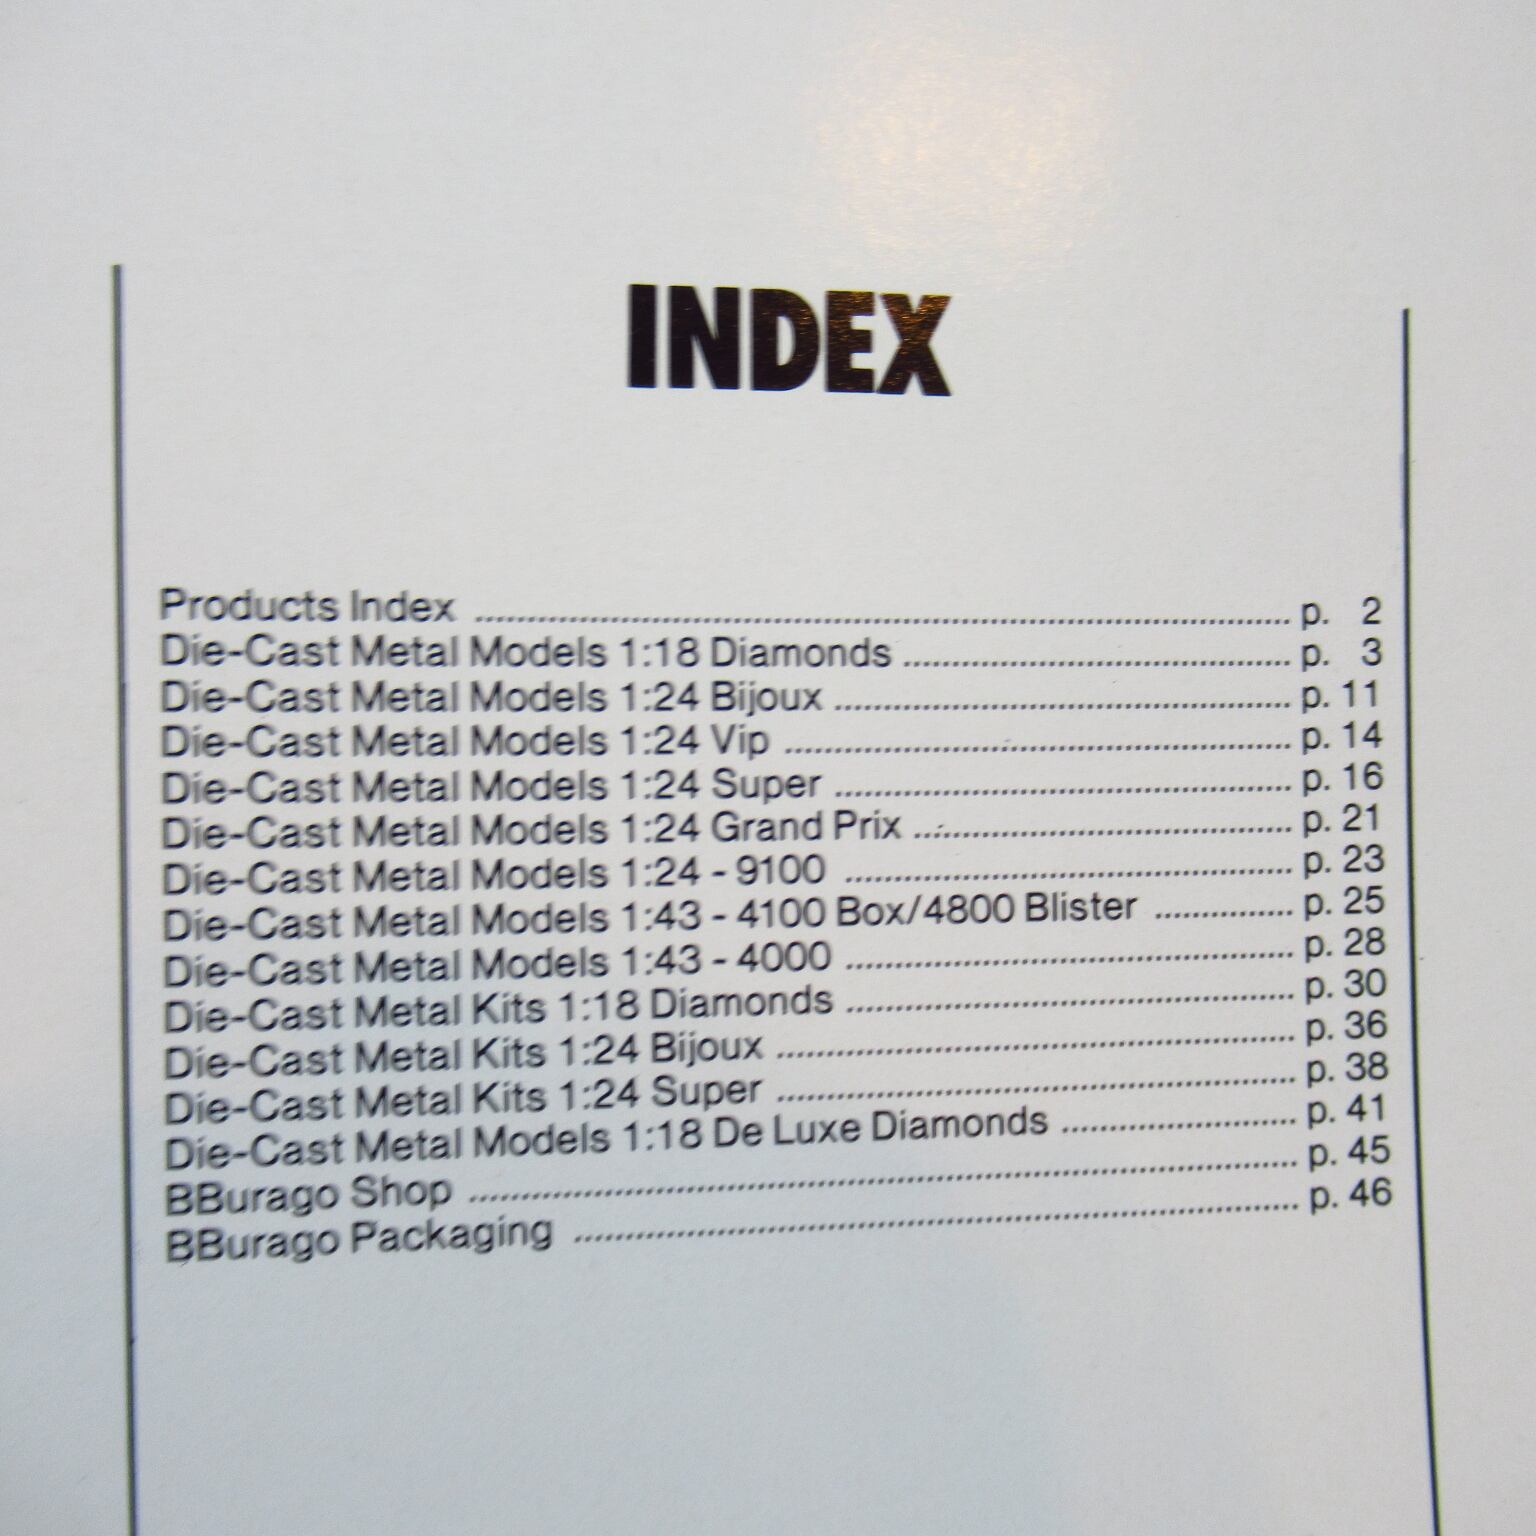 INDEX
Products Index ........................................ p. 2
Die-Cast Metal Models 1:18 Diamonds ........................................ p. 3
Die-Cast Metal Models 1:24 Bijoux ........................................ p. 11
Die-Cast Metal Models 1:24 Vip ........................................ p. 14
Die-Cast Metal Models 1:24 Super ........................................ p. 16
Die-Cast Metal Models 1:24 Grand Prix ........................................ p. 21
Die-Cast Metal Models 1:24 - 9100 ........................................ p. 23
Die-Cast Metal Models 1:43 - 4100 Box/4800 Blister ................ p. 25
Die-Cast Metal Models 1:43 - 4000 ........................................ p. 28
Die-Cast Metal Kits 1:18 Diamonds ........................................ p. 30
Die-Cast Metal Kits 1:24 Bijoux ........................................ p. 36
Die-Cast Metal Kits 1:24 Super ........................................ p. 38
Die-Cast Metal Models 1:18 De Luxe Diamonds ........................ p. 41
BBurago Shop ........................................ p. 45
BBurago Packaging ........................................ p. 46